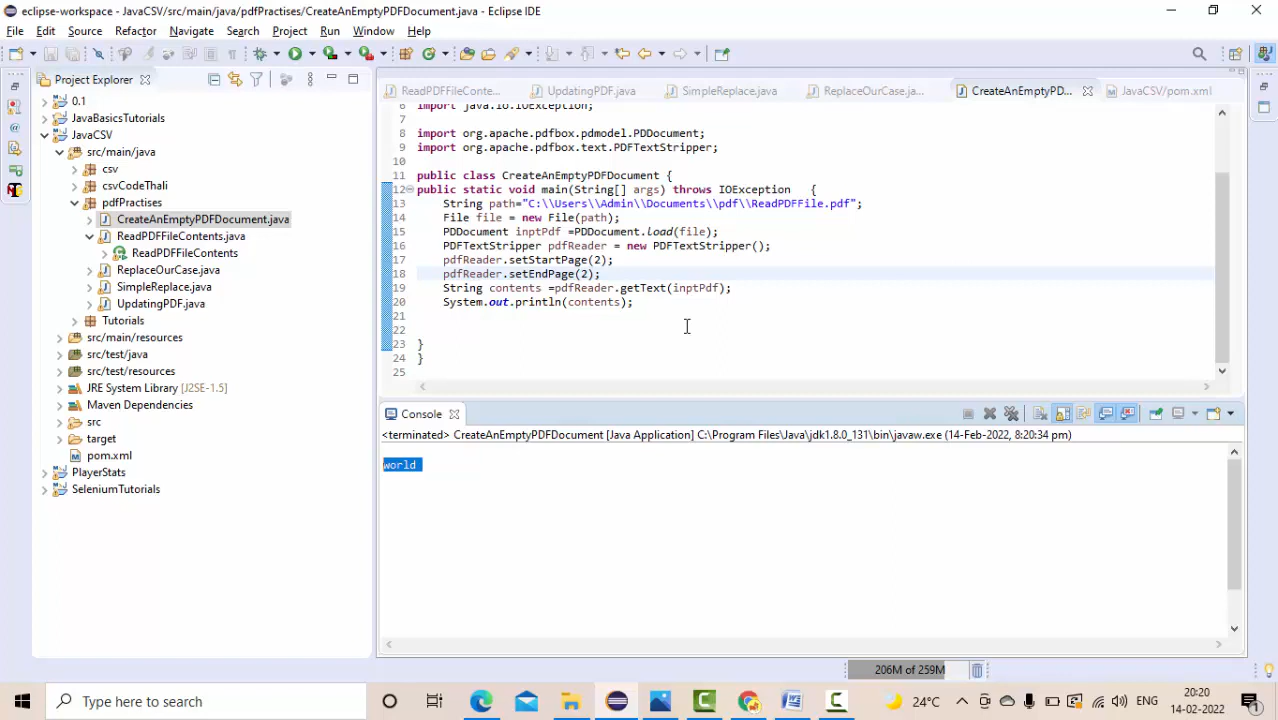 eclipse-workspace - JavaCSV/src/main/java/pdfPractises/CreateAnEmptyPDFDocument.java - Eclipse IDE
File Edit Source Refactor Navigate Search Project Run Window Help
Project Explorer
0.1
JavaBasicsTutorials
JavaCSV
src/main/java
csv
csvCodeThali
pdfPractises
CreateAnEmptyPDFDocument.java
ReadPDFFileContents.java
ReadPDFFileContents
ReplaceOurCase.java
SimpleReplace.java
UpdatingPDF.java
Tutorials
src/main/resources
src/test/java
src/test/resources
JRE System Library [J2SE-1.5]
Maven Dependencies
src
target
pom.xml
PlayerStats
SeleniumTutorials
ReadPDFFileConte... UpdatingPDF.java SimpleReplace.java ReplaceOurCase.ja... CreateAnEmptyPD... JavaCSV/pom.xml
6 import java.io.IOException;
7
8 import org.apache.pdfbox.pdmodel.PDDocument;
9 import org.apache.pdfbox.text.PDFTextStripper;
10
11 public class CreateAnEmptyPDFDocument {
12 public static void main(String[] args) throws IOException {
13 String path="C:\\Users\\Admin\\Documents\\pdf\\ReadPDFFile.pdf";
14 File file = new File(path);
15 PDDocument inptPdf =PDDocument.load(file);
16 PDFTextStripper pdfReader = new PDFTextStripper();
17 pdfReader.setStartPage(2);
18 pdfReader.setEndPage(2);
19 String contents =pdfReader.getText(inptPdf);
20 System.out.println(contents);
21
22
23 }
24 }
25
Console
<terminated> CreateAnEmptyPDFDocument [Java Application] C:\Program Files\Java\jdk1.8.0_131\bin\javaw.exe (14-Feb-2022, 8:20:34 pm)
world
206M of 259M
Type here to search
24°C
ENG
20:20
14-02-2022
1